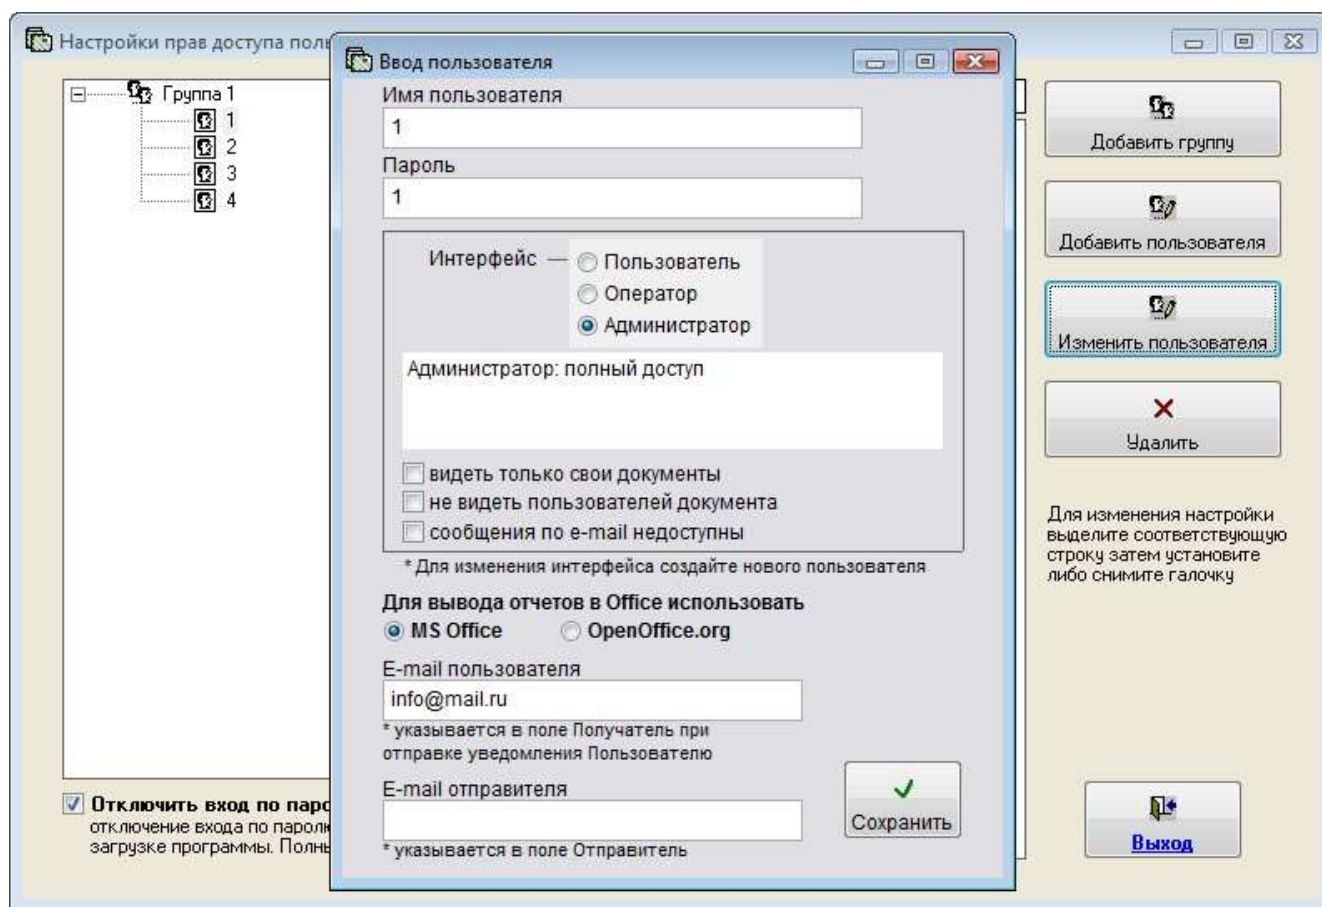 Настройки прав доступа
Группа 1
1
2
3
4
Отключить вход по
отключение входа по
загрузке программы.
Ввод пользователя
Имя пользователя
1
Пароль
1
Интерфейс
Пользователь
Оператор
Администратор
Администратор: полный доступ
видеть только свои документы
не видеть пользователей документа
сообщения по e-mail недоступны
* Для изменения интерфейса создайте нового пользователя
Для вывода отчетов в Office использовать
MS Office OpenOffice.org
E-mail пользователя
info@mail.ru
* указывается в поле Получатель при
отправке уведомления Пользователю
E-mail отправителя
* указывается в поле Отправитель
Сохранить
Добавить группу
Добавить пользователя
Изменить пользователя
Удалить
Для изменения настройки
выделите соответствующую
строку затем установите
либо снимите галочку
Выход